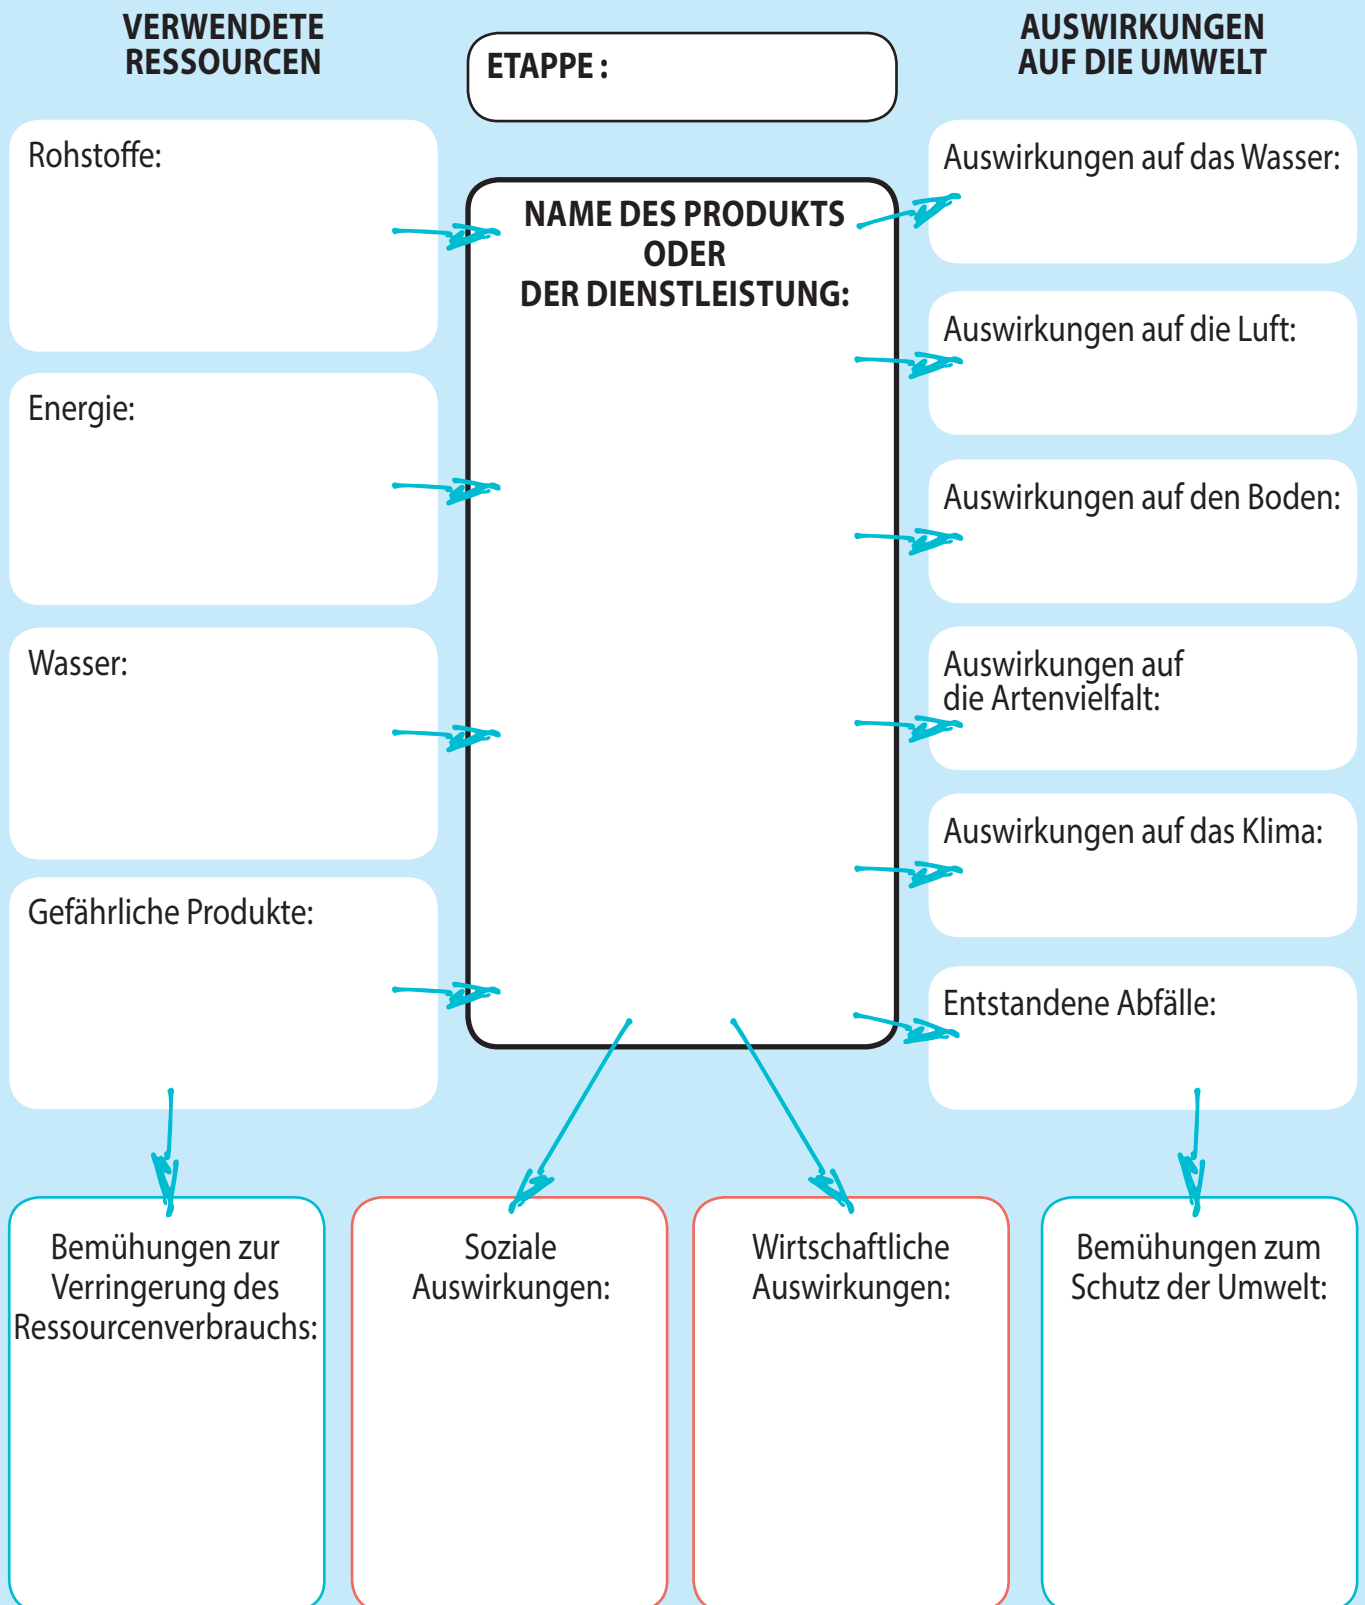 VERWENDETE
RESSOURCEN
ETAPPE :
AUSWIRKUNGEN
AUF DIE UMWELT
Rohstoffe:
Energie:
Wasser:
Gefährliche Produkte:
NAME DES PRODUKTS
ODER
DER DIENSTLEISTUNG:
Auswirkungen auf das Wasser:
Auswirkungen auf die Luft:
Auswirkungen auf den Boden:
Auswirkungen auf
die Artenvielfalt:
Auswirkungen auf das Klima:
Entstandene Abfälle:
Bemühungen zur
Verringerung des
Ressourcenverbrauchs:
Soziale
Auswirkungen:
Wirtschaftliche
Auswirkungen:
Bemühungen zum
Schutz der Umwelt: